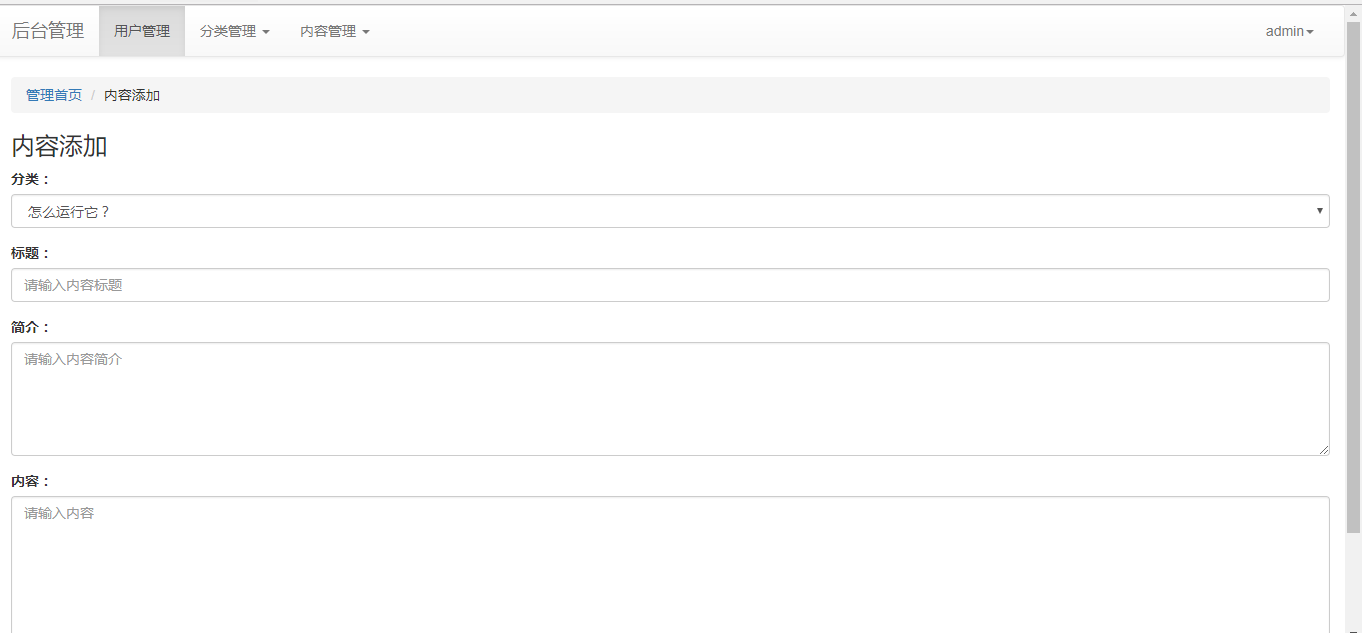 后台管理 用户管理 分类管理 内容管理 admin
管理首页 / 内容添加
内容添加
分类：
怎么运行它？
标题：
请输入内容标题
简介：
请输入内容简介
内容：
请输入内容